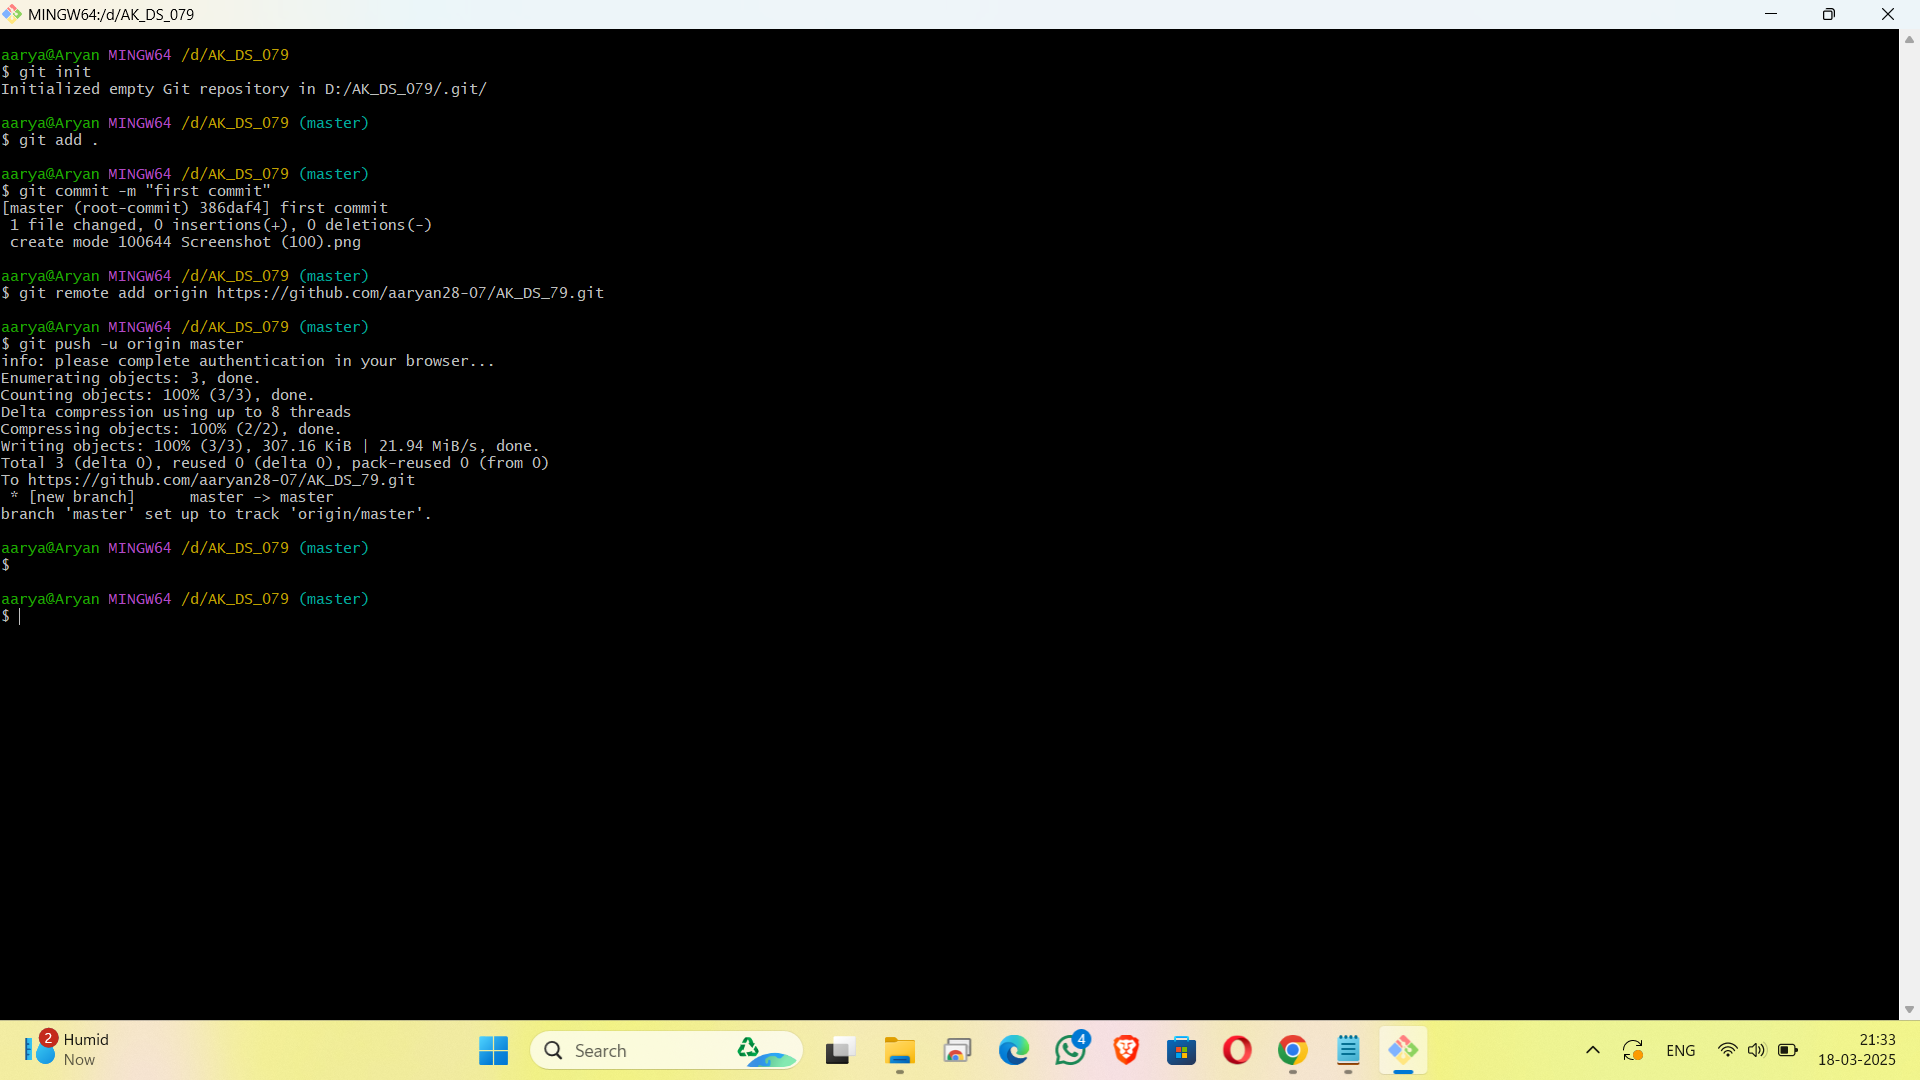 MINGW64:/d/AK_DS_079
aarya@Aryan MINGW64 /d/AK_DS_079
$ git init
Initialized empty Git repository in D:/AK_DS_079/.git/
aarya@Aryan MINGW64 /d/AK_DS_079 (master)
$ git add .
aarya@Aryan MINGW64 /d/AK_DS_079 (master)
$ git commit -m "first commit"
[master (root-commit) 386daf4] first commit
1 file changed, 0 insertions(+), 0 deletions(-)
create mode 100644 Screenshot (100).png
aarya@Aryan MINGW64 /d/AK_DS_079 (master)
$ git remote add origin https://github.com/aaryan28-07/AK_DS_79.git
aarya@Aryan MINGW64 /d/AK_DS_079 (master)
$ git push -u origin master
info: please complete authentication in your browser...
Enumerating objects: 3, done.
Counting objects: 100% (3/3), done.
Delta compression using up to 8 threads
Compressing objects: 100% (2/2), done.
Writing objects: 100% (3/3), 307.16 KiB | 21.94 MiB/s, done.
Total 3 (delta 0), reused 0 (delta 0), pack-reused 0 (from 0)
To https://github.com/aaryan28-07/AK_DS_79.git
* [new branch]      master -> master
branch 'master' set up to track 'origin/master'.
aarya@Aryan MINGW64 /d/AK_DS_079 (master)
$
aarya@Aryan MINGW64 /d/AK_DS_079 (master)
$
2
Humid
Now
Search
4
ENG
21:33
18-03-2025